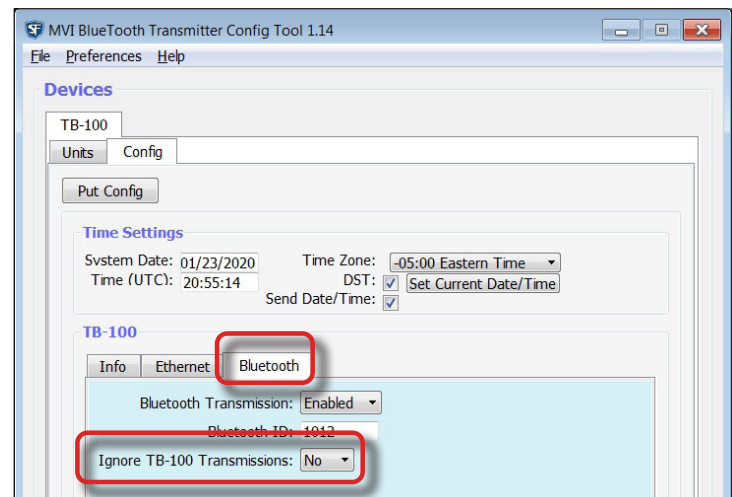 MVI BlueTooth Transmitter Config Tool 1.14
File Preferences Help
Devices
TB-100
Units Config
Put Config
Time Settings
System Date: 01/23/2020 Time Zone: -05:00 Eastern Time
Time (UTC): 20:55:14 DST: Set Current Date/Time
Send Date/Time:
TB-100
Info Ethernet Bluetooth
Bluetooth Transmission: Enabled
Bluetooth ID: 1012
Ignore TB-100 Transmissions: No